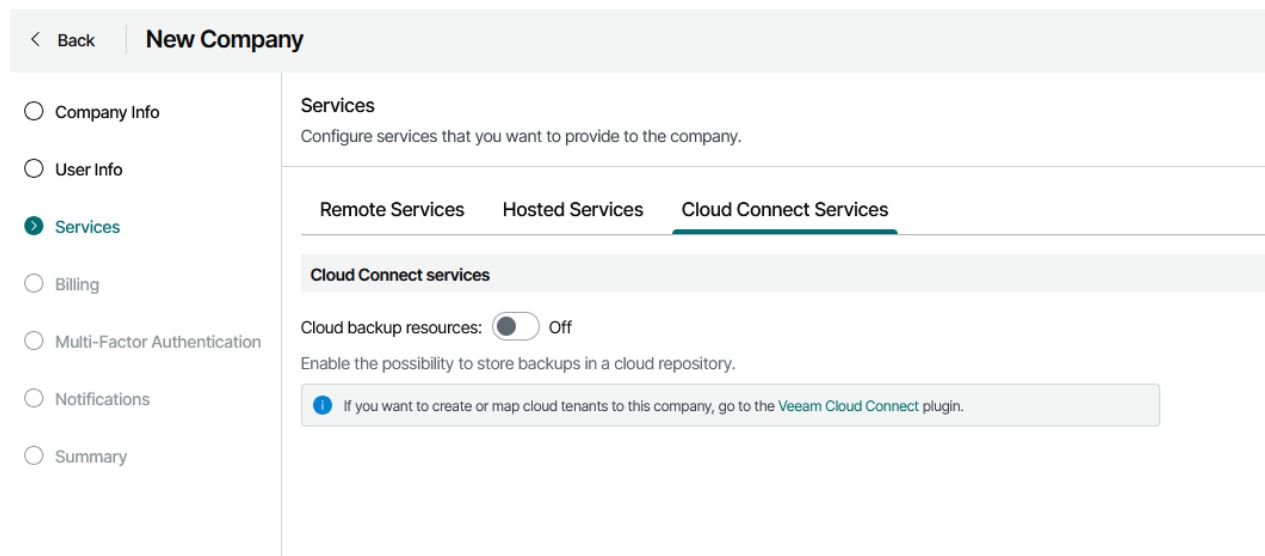 Back
New Company
Company Info
User Info
Services
Billing
Multi-Factor Authentication
Notifications
Summary
Services
Configure services that you want to provide to the company.
Remote Services
Hosted Services
Cloud Connect Services
Cloud Connect services
Cloud backup resources: Off
Enable the possibility to store backups in a cloud repository.
If you want to create or map cloud tenants to this company, go to the Veeam Cloud Connect plugin.